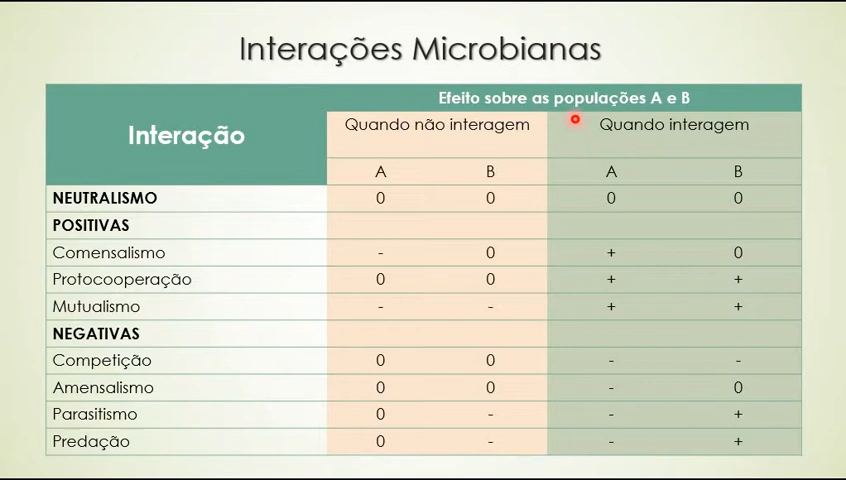 Interações Microbianas
Interação
Efeito sobre as populações A e B
Quando não interagem Quando interagem
A B A B
NEUTRALISMO 0 0 0 0
POSITIVAS
Comensalismo - 0 + 0
Protocooperação 0 0 + +
Mutualismo - - + +
NEGATIVAS
Competição 0 0 - -
Amensalismo 0 0 - 0
Parasitismo 0 - - +
Predação 0 - - +